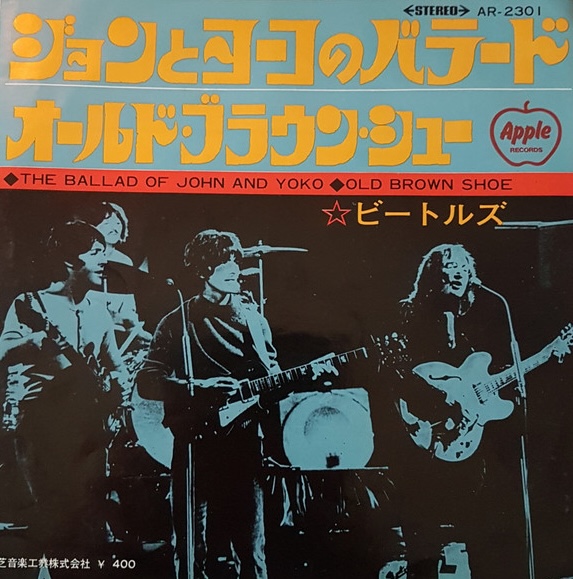 ←STEREO→ AR-2301
ジョンとヨーコのバラード
オールド・ブラウン・シュー
Apple
RECORDS
◆THE BALLAD OF JOHN AND YOKO ◆OLD BROWN SHOE
☆ビートルズ
芝音楽工業株式会社 ¥ 400